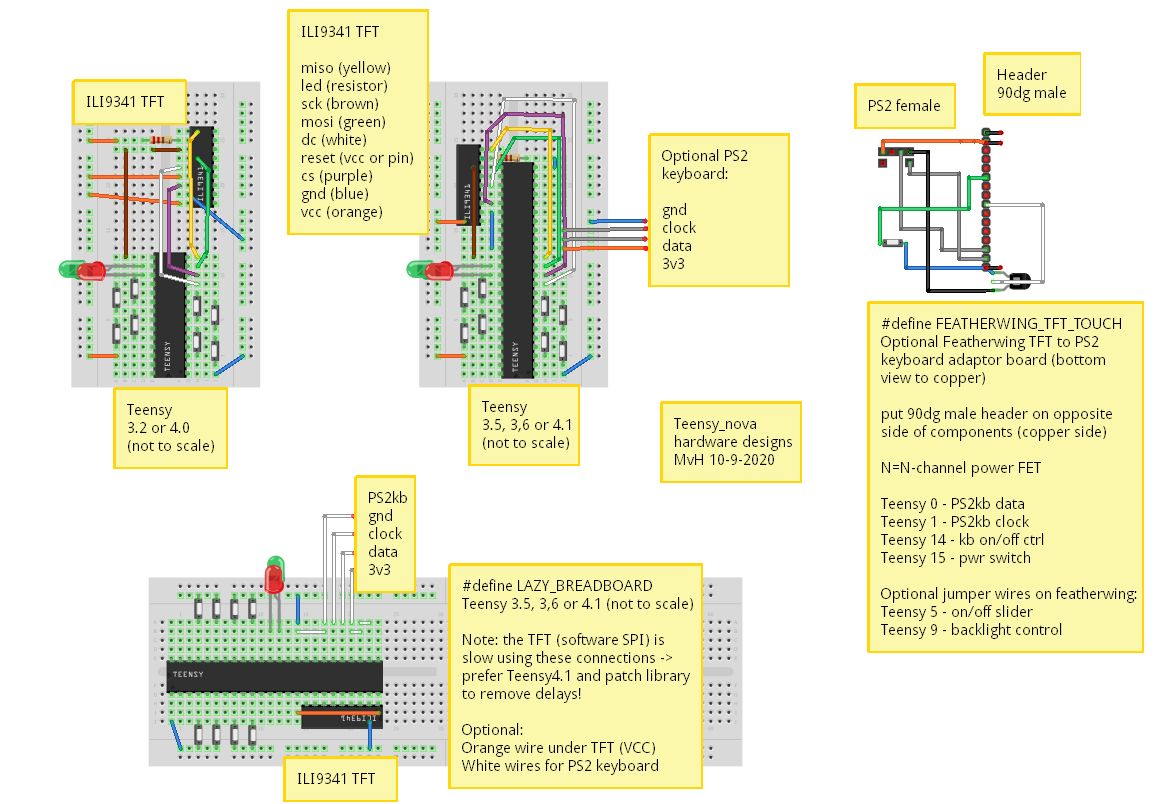 ILI9341 TFT
ILI9341 TFT
miso (yellow)
led (resistor)
sck (brown)
mosi (green)
dc (white)
reset (vcc or pin)
cs (purple)
gnd (blue)
vcc (orange)
Optional PS2
keyboard:
gnd
clock
data
3v3
PS2 female
Header
90dg male
ILI9341
ILI9341
TEENSY
TEENSY
Teensy
3.2 or 4.0
(not to scale)
Teensy
3.5, 3,6 or 4.1
(not to scale)
Teensy_nova
hardware designs
MvH 10-9-2020
#define FEATHERWING_TFT_TOUCH
Optional Featherwing TFT to PS2
keyboard adaptor board (bottom
view to copper)
put 90dg male header on opposite
side of components (copper side)
N=N-channel power FET
Teensy 0 - PS2kb data
Teensy 1 - PS2kb clock
Teensy 14 - kb on/off ctrl
Teensy 15 - pwr switch
Optional jumper wires on featherwing:
Teensy 5 - on/off slider
Teensy 9 - backlight control
PS2kb
gnd
clock
data
3v3
TEENSY
ILI9341
ILI9341 TFT
#define LAZY_BREADBOARD
Teensy 3.5, 3,6 or 4.1 (not to scale)
Note: the TFT (software SPI) is
slow using these connections ->
prefer Teensy4.1 and patch library
to remove delays!
Optional:
Orange wire under TFT (VCC)
White wires for PS2 keyboard